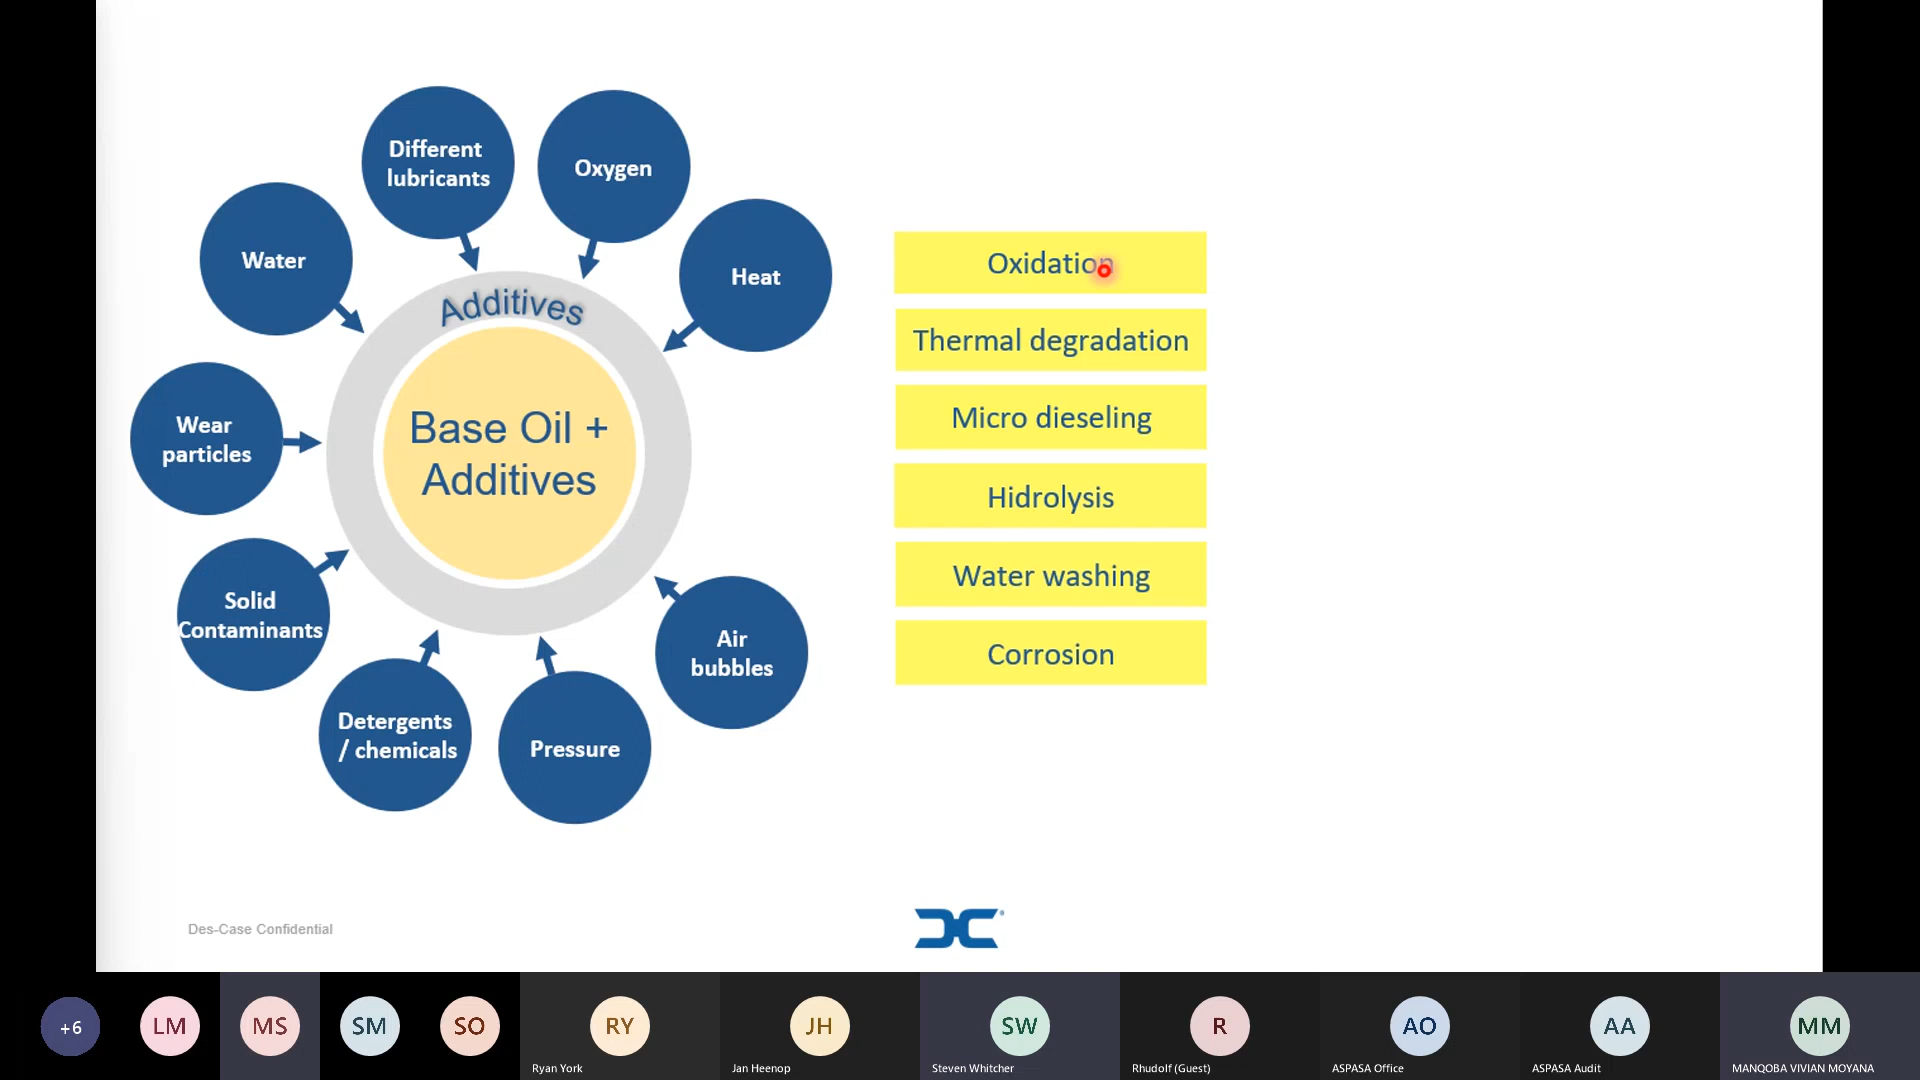 Different
lubricants
Oxygen
Water
Heat
Additives
Wear
particles
Base Oil +
Additives
Solid
Contaminants
Air
bubbles
Detergents
/ chemicals
Pressure
Oxidation
Thermal degradation
Micro dieseling
Hidrolysis
Water washing
Corrosion
Des-Case Confidential
+6
LM
MS
SM
SO
RY
JH
SW
R
AO
AA
MM
Ryan York
Jan Heenop
Steven Whitcher
Rhudolf (Guest)
ASPASA Office
ASPASA Audit
MANQOBA VIVIAN MOYANA